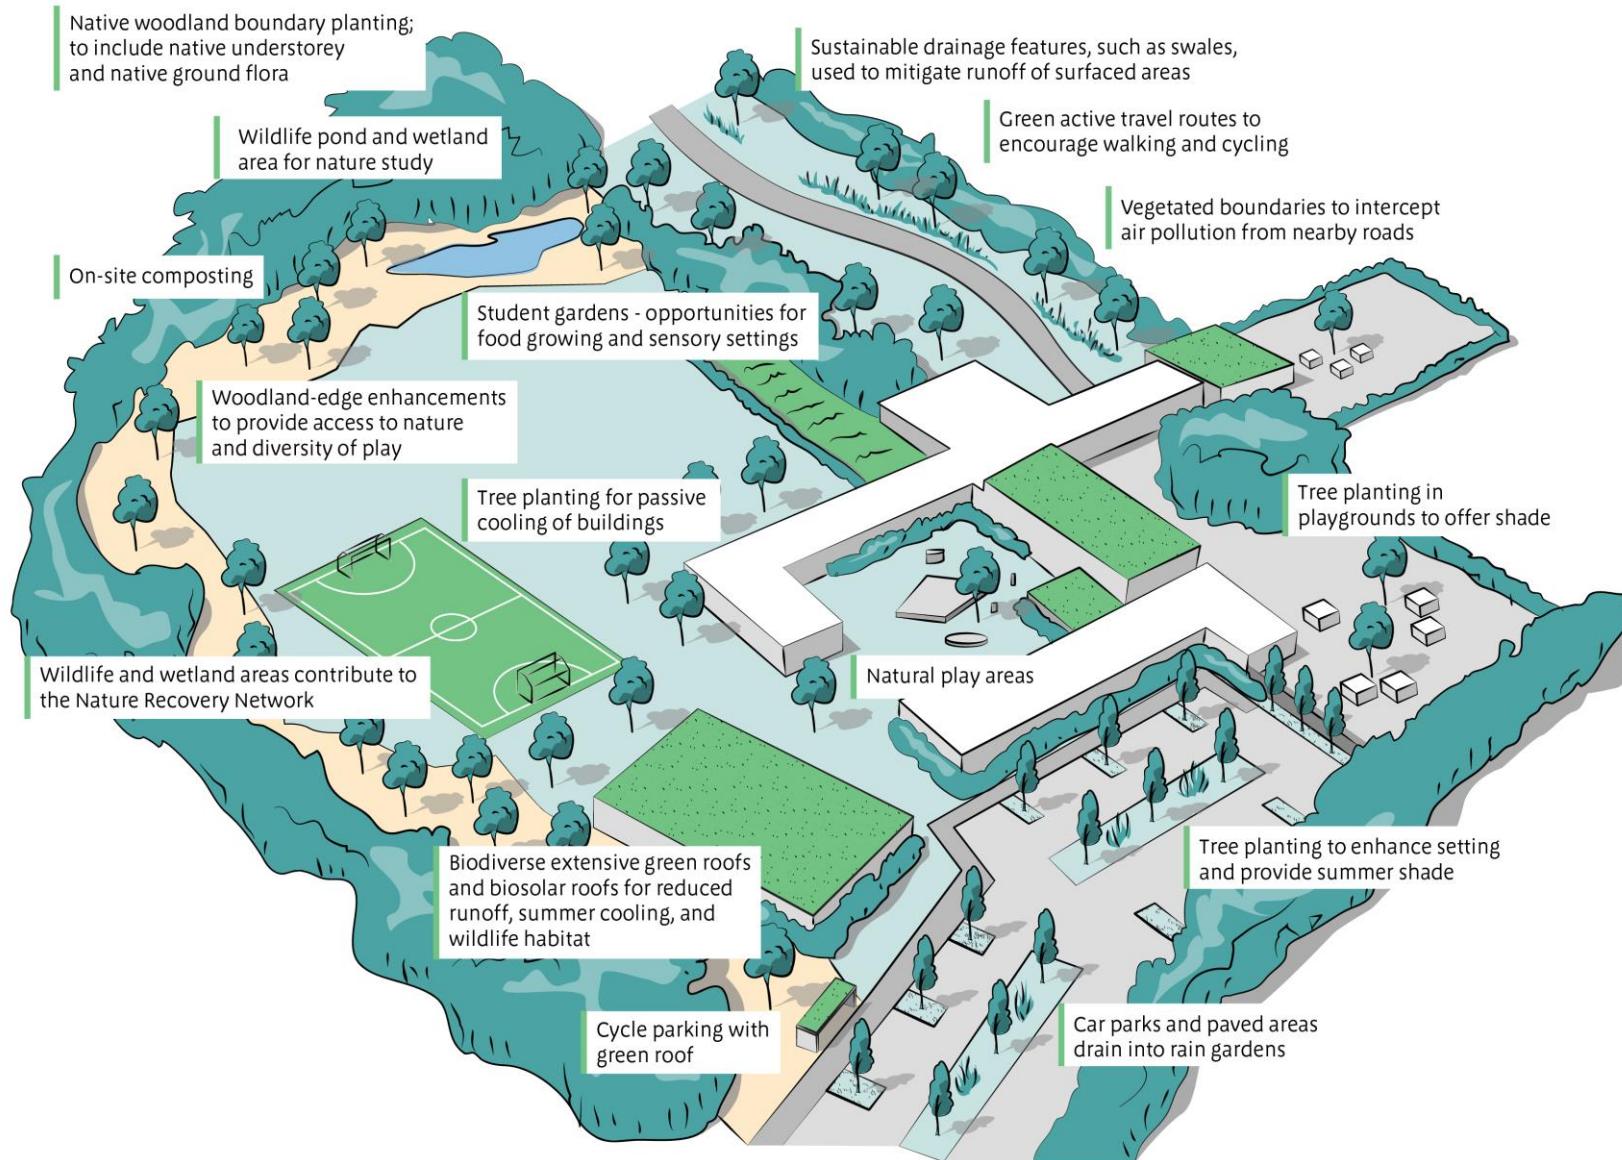 Native woodland boundary planting;
to include native understorey
and native ground flora
Sustainable drainage features, such as swales,
used to mitigate runoff of surfaced areas
Wildlife pond and wetland
area for nature study
Green active travel routes to
encourage walking and cycling
Vegetated boundaries to intercept
air pollution from nearby roads
On-site composting
Student gardens - opportunities for
food growing and sensory settings
Woodland-edge enhancements
to provide access to nature
and diversity of play
Tree planting for passive
cooling of buildings
Tree planting in
playgrounds to offer shade
Wildlife and wetland areas contribute to
the Nature Recovery Network
Natural play areas
Biodiverse extensive green roofs
and biosolar roofs for reduced
runoff, summer cooling, and
wildlife habitat
Tree planting to enhance setting
and provide summer shade
Cycle parking with
green roof
Car parks and paved areas
drain into rain gardens